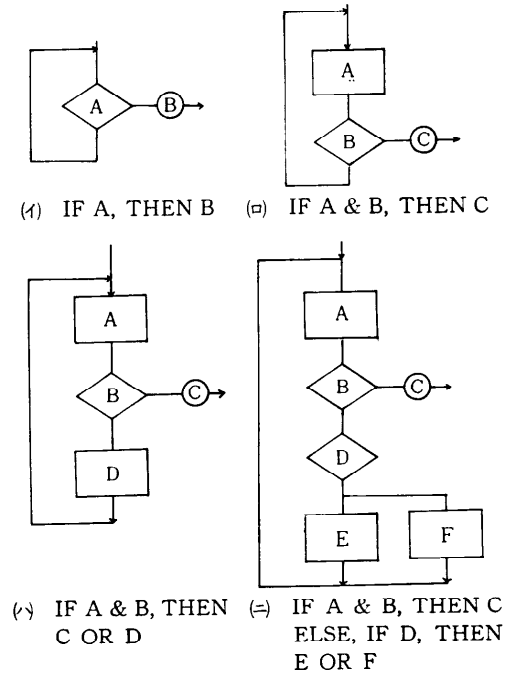 A
B
(イ) IF A, THEN B
A
B
C
(ロ) IF A & B, THEN C
A
B
C
D
(ハ) IF A & B, THEN
C OR D
A
B
C
D
E
F
(ニ) IF A & B, THEN C
ELSE, IF D, THEN
E OR F